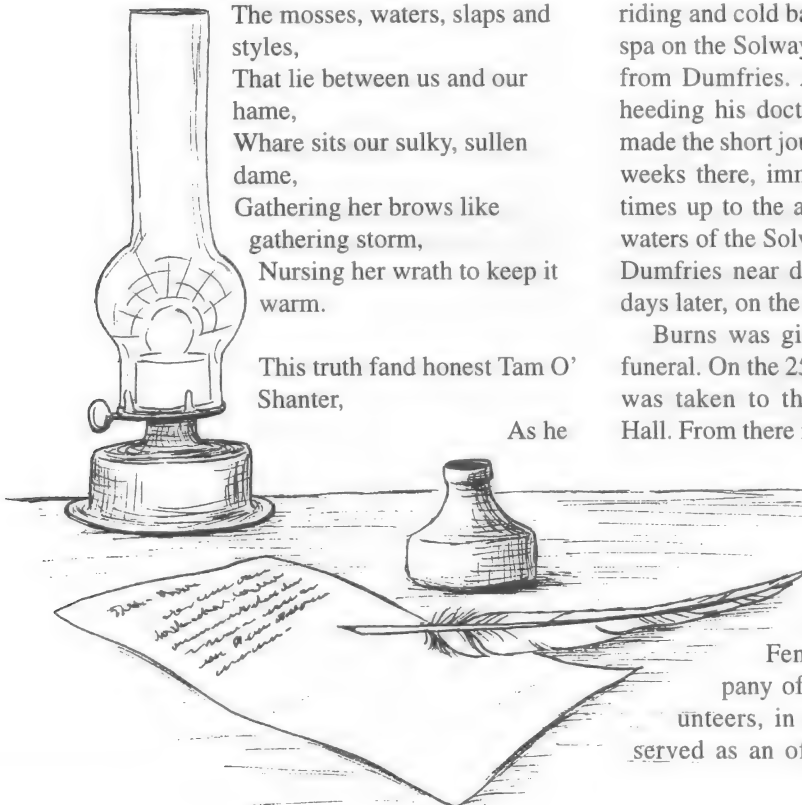 The mosses, waters, slaps and
styles,
That lie between us and our
hame,
Whare sits our sulky, sullen
dame,
Gathering her brows like
gathering storm,
Nursing her wrath to keep it
warm.
This truth fand honest Tam O'
Shanter,
As he
riding and cold ba
spa on the Solway
from Dumfries.
heeding his doct
made the short jou
weeks there, imm
times up to the a
waters of the Solw
Dumfries near d
days later, on the
Burns was gi
funeral. On the 25
was taken to th
Hall. From there
Fen
pany of
unteers, in
served as an of